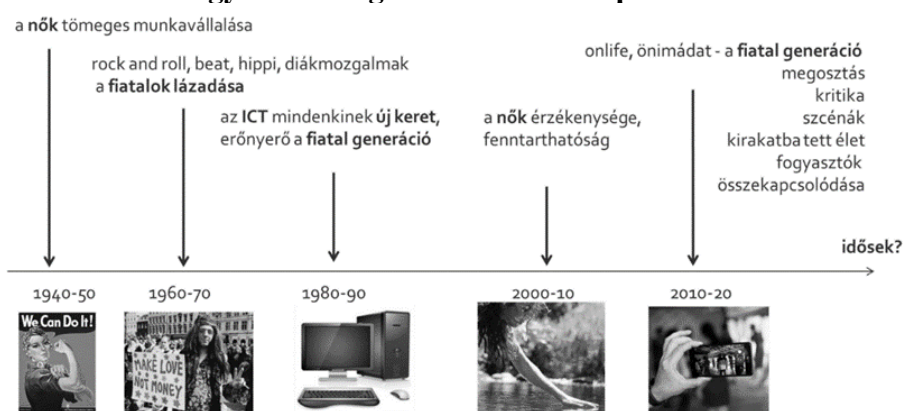 a nők tömeges munkavállalása
rock and roll, beat, hippi, diákmozgalmak
a fiatalok lázadása
az ICT mindenkinek új keret,
erőnyerő a fiatal generáció
a nők érzékenysége,
fenntarthatóság
onlife, önimádat - a fiatal generáció
megosztás
kritika
szcénák
kirakatba tett élet
fogyasztók
összekapcsolódása
idősek?
1940-50
1960-70
1980-90
2000-10
2010-20
We Can Do It!
MAKE LOVE
NOT MONEY